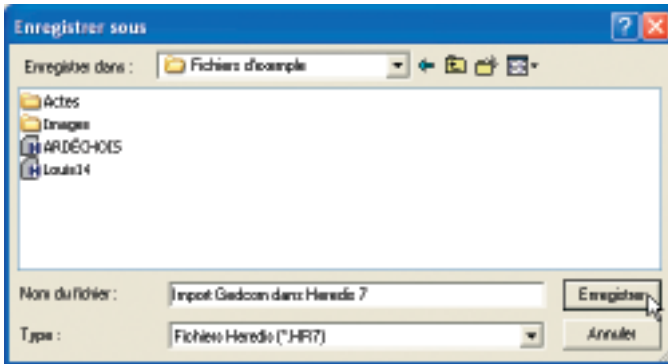 Enregistrer sous
Enregistrer dans : Fichiers d'exemple
Actes
Images
ARDÉCHOIS
Louis14
Nom du fichier : Import Gedcom dans Heredis 7 Enregistrer
Type : Fichiers Heredis (*.HR7) Annuler